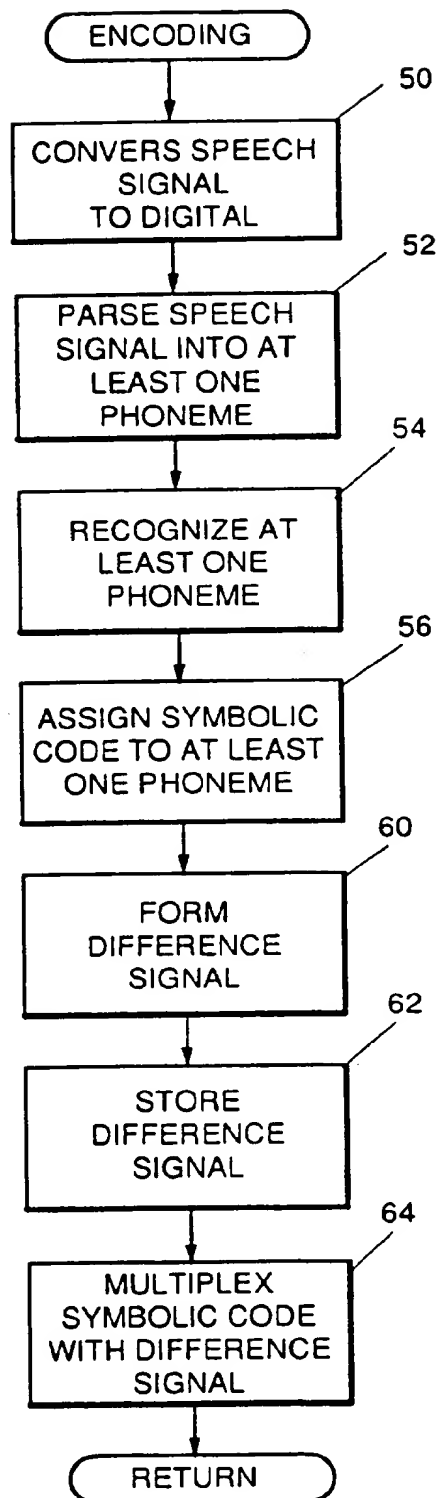 ENCODING
50
CONVERS SPEECH
SIGNAL
TO DIGITAL
52
PARSE SPEECH
SIGNAL INTO AT
LEAST ONE
PHONEME
54
RECOGNIZE AT
LEAST ONE
PHONEME
56
ASSIGN SYMBOLIC
CODE TO AT LEAST
ONE PHONEME
60
FORM
DIFFERENCE
SIGNAL
62
STORE
DIFFERENCE
SIGNAL
64
MULTIPLEX
SYMBOLIC CODE
WITH DIFFERENCE
SIGNAL
RETURN